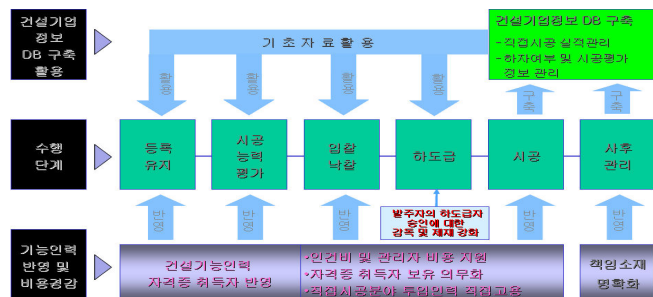 건설기업
정보
DB 구축
활용
기초자료활용
건설기업정보 DB 구축
-직접시공 실적관리
-하자여부 및 시공평가
정보 관리
활용
활용
활용
활용
구축
구축
수행
단계
등록
유지
시공
능력
평가
입찰
낙찰
하도급
시공
사후
관리
반영
반영
반영
발주자의 하도급자
승인에 대한
감독 및 제재 강화
반영
반영
기능인력
반영 및
비용경감
건설기능인력
자격증 취득자 반영
•인건비 및 관리자 비용 지원
•자격증 취득자 보유 의무화
•직접시공분야 투입인력 직접고용
책임소재
명확화